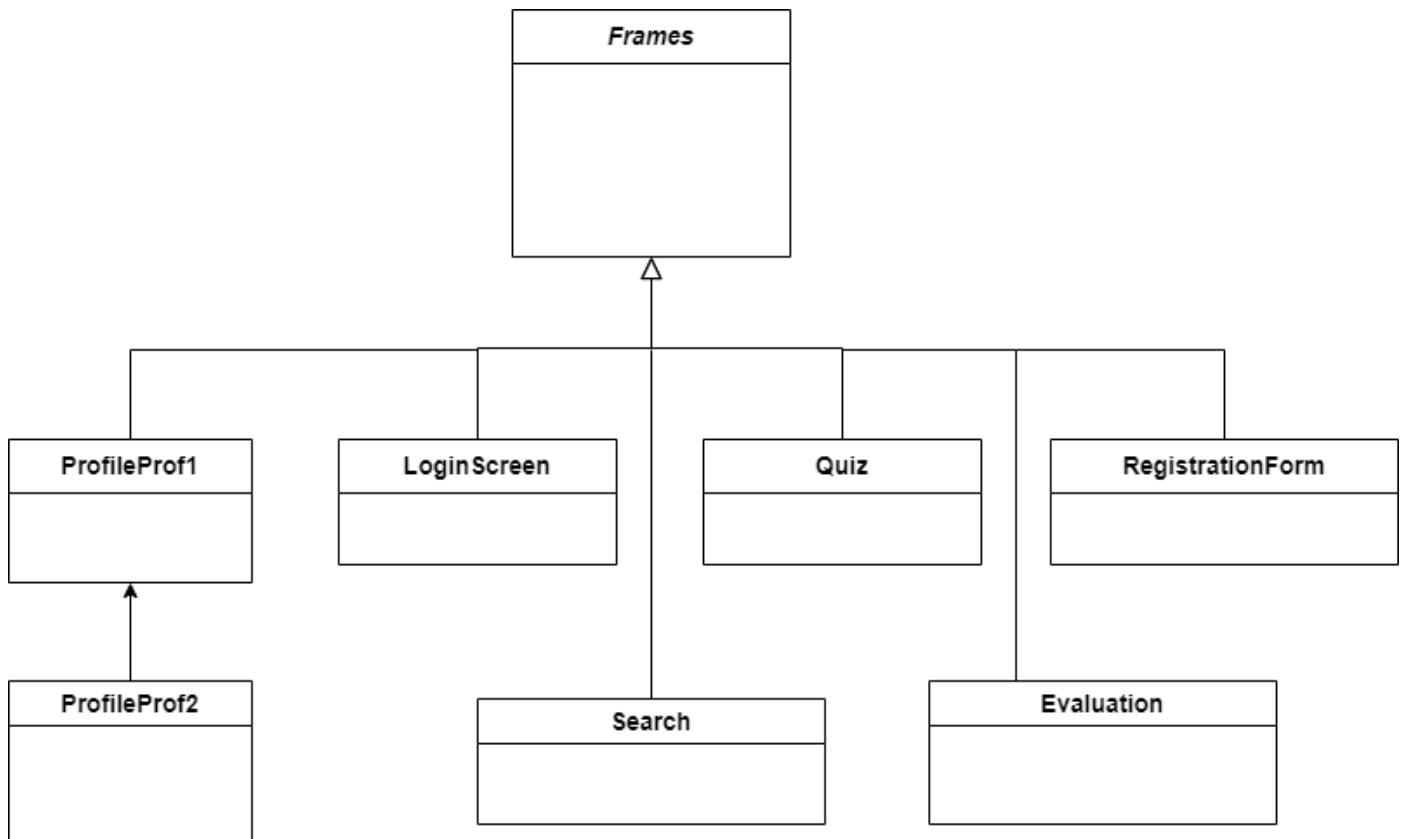 Frames
ProfileProf1
LoginScreen
Quiz
RegistrationForm
ProfileProf2
Search
Evaluation